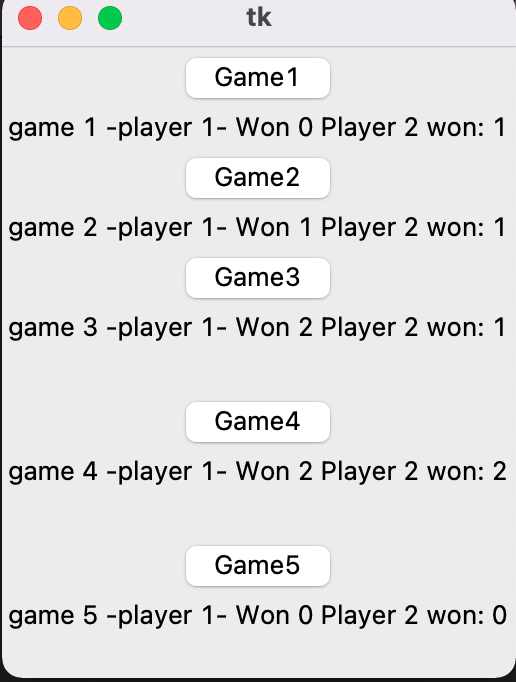 tk
Game1
game 1 -player 1- Won 0 Player 2 won: 1
Game2
game 2 -player 1- Won 1 Player 2 won: 1
Game3
game 3 -player 1- Won 2 Player 2 won: 1
Game4
game 4 -player 1- Won 2 Player 2 won: 2
Game5
game 5 -player 1- Won 0 Player 2 won: 0